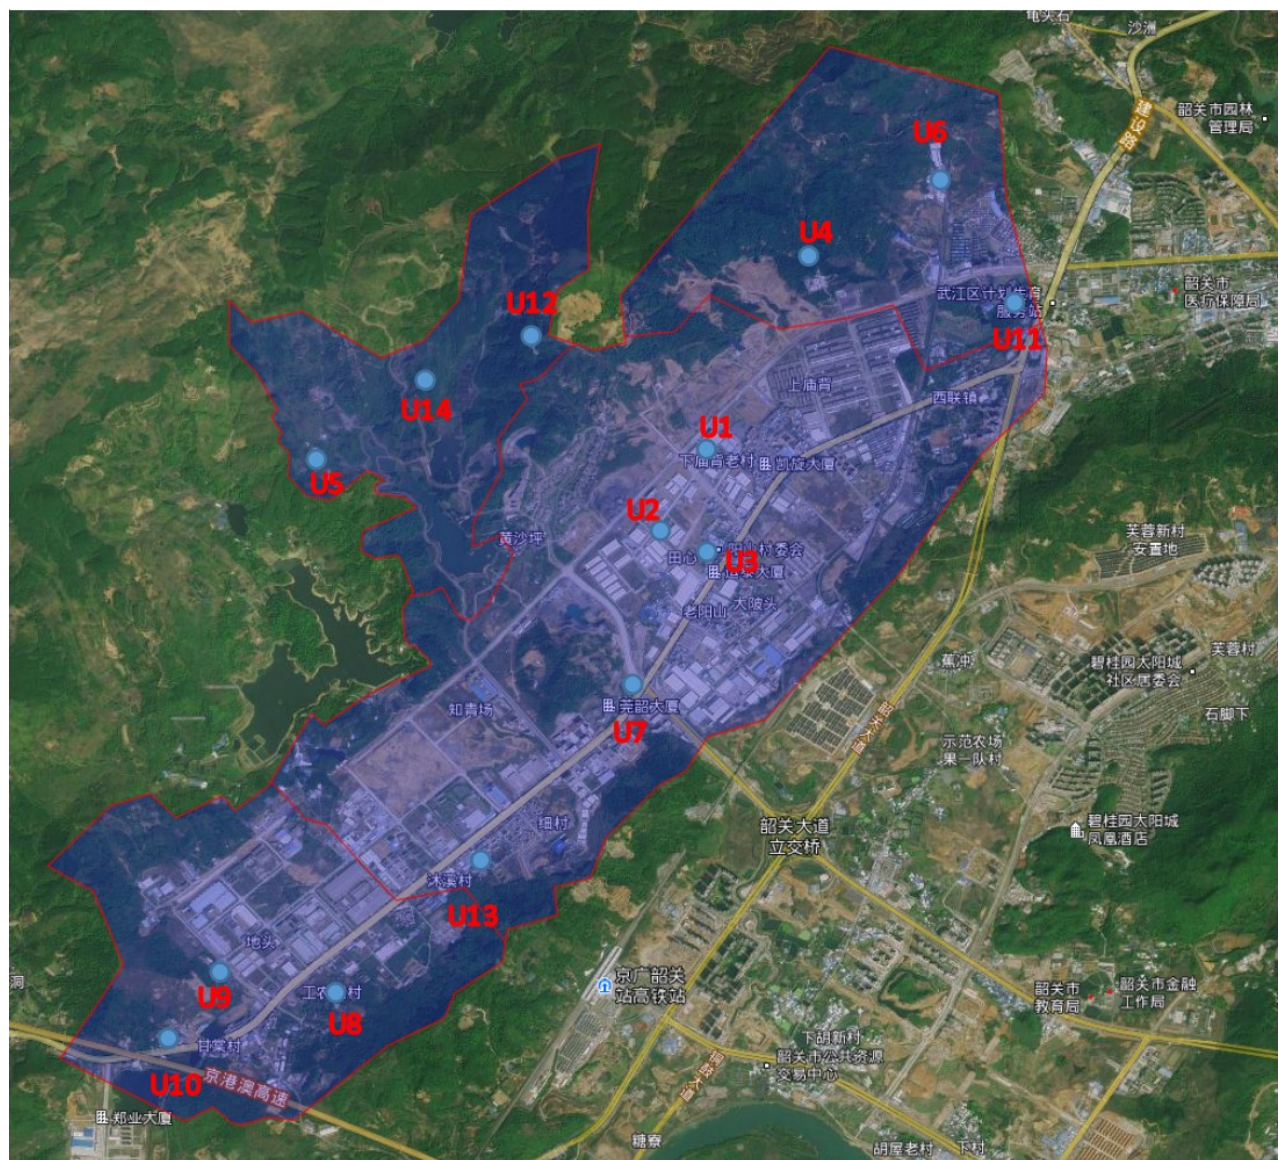 龟头石
沙洲
建设路
韶关市园林
管理局
U6
U4
韶关市
医疗保障局
武江区计划生育
服务站
U12
U11
上庙背
西联镇
U14
U1
下庙背老村
凯旋大厦
U5
U2
黄沙坪
芙蓉新村
安置地
田心
阳山村委会
U3
老阳山
大陂头
芙蓉村
蕉冲
碧桂园太阳城
社区居委会
知青场
莞韶大厦
石脚下
U7
韶关大道
示范农场
果一队村
细村
韶关大道
立交桥
碧桂园太阳城
凤凰酒店
沐溪村
U13
地头
洞
U9
京广韶关
站高铁站
韶关市
教育局
韶关市金融
工作局
U8
甘棠村
下胡新村
韶关市公共资源
交易中心
U10
京港澳高速
郑业大厦
糖寮
胡屋老村
下村